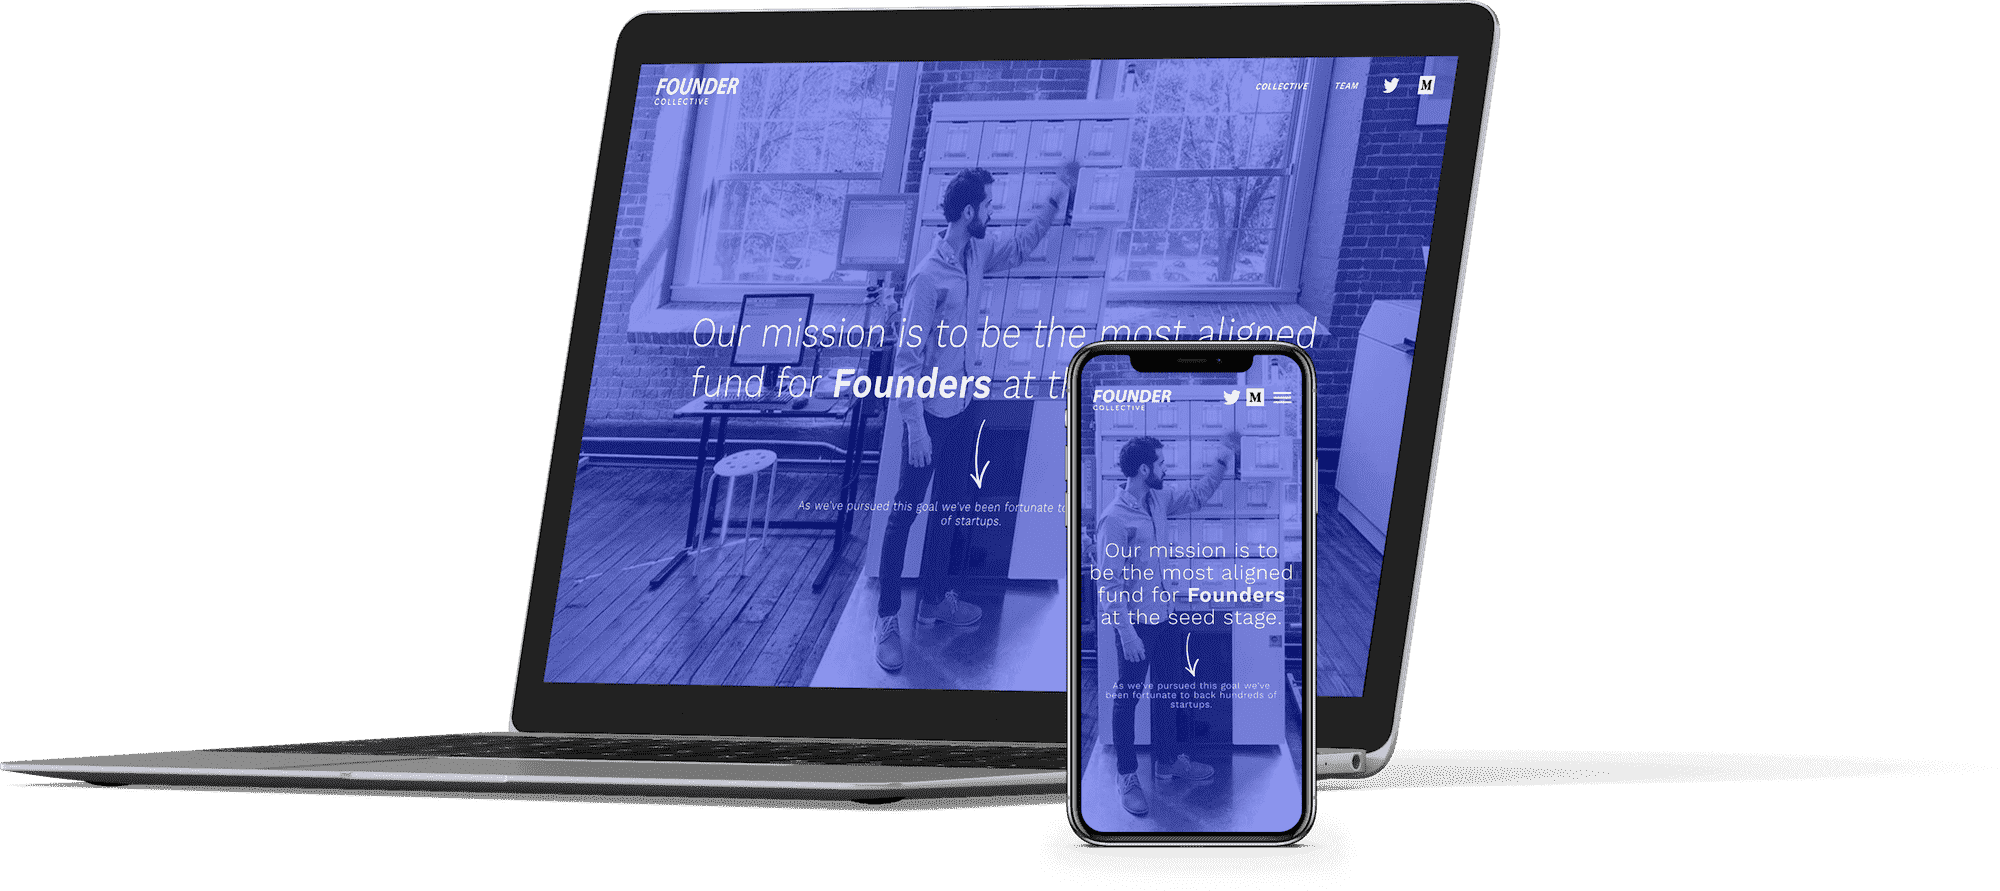 FOUNDER
COLLECTIVE
COLLECTIVE TEAM M
Our mission is to be the most aligned
fund for Founders at th
As we've pursued this goal we've been fortunate to
of startups.
FOUNDER
COLLECTIVE
M
Our mission is to
be the most aligned
fund for Founders
at the seed stage.
As we've pursued this goal we've
been fortunate to back hundreds of
startups.